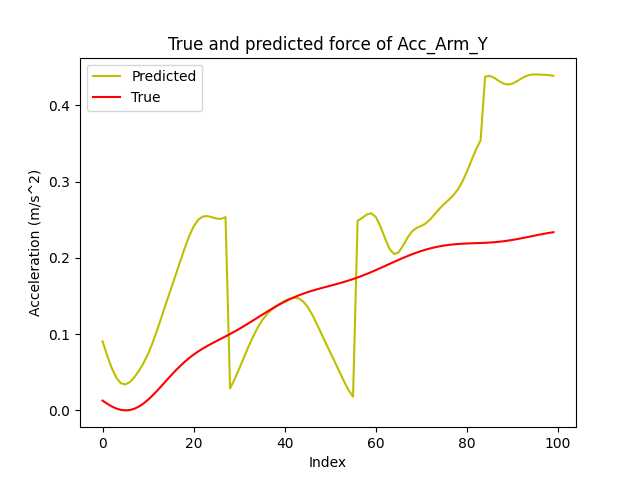 True and predicted force of Acc_Arm_Y
Predicted
True
Acceleration (m/s^2)
0.4
0.3
0.2
0.1
0.0
0 20 40 60 80 100
Index